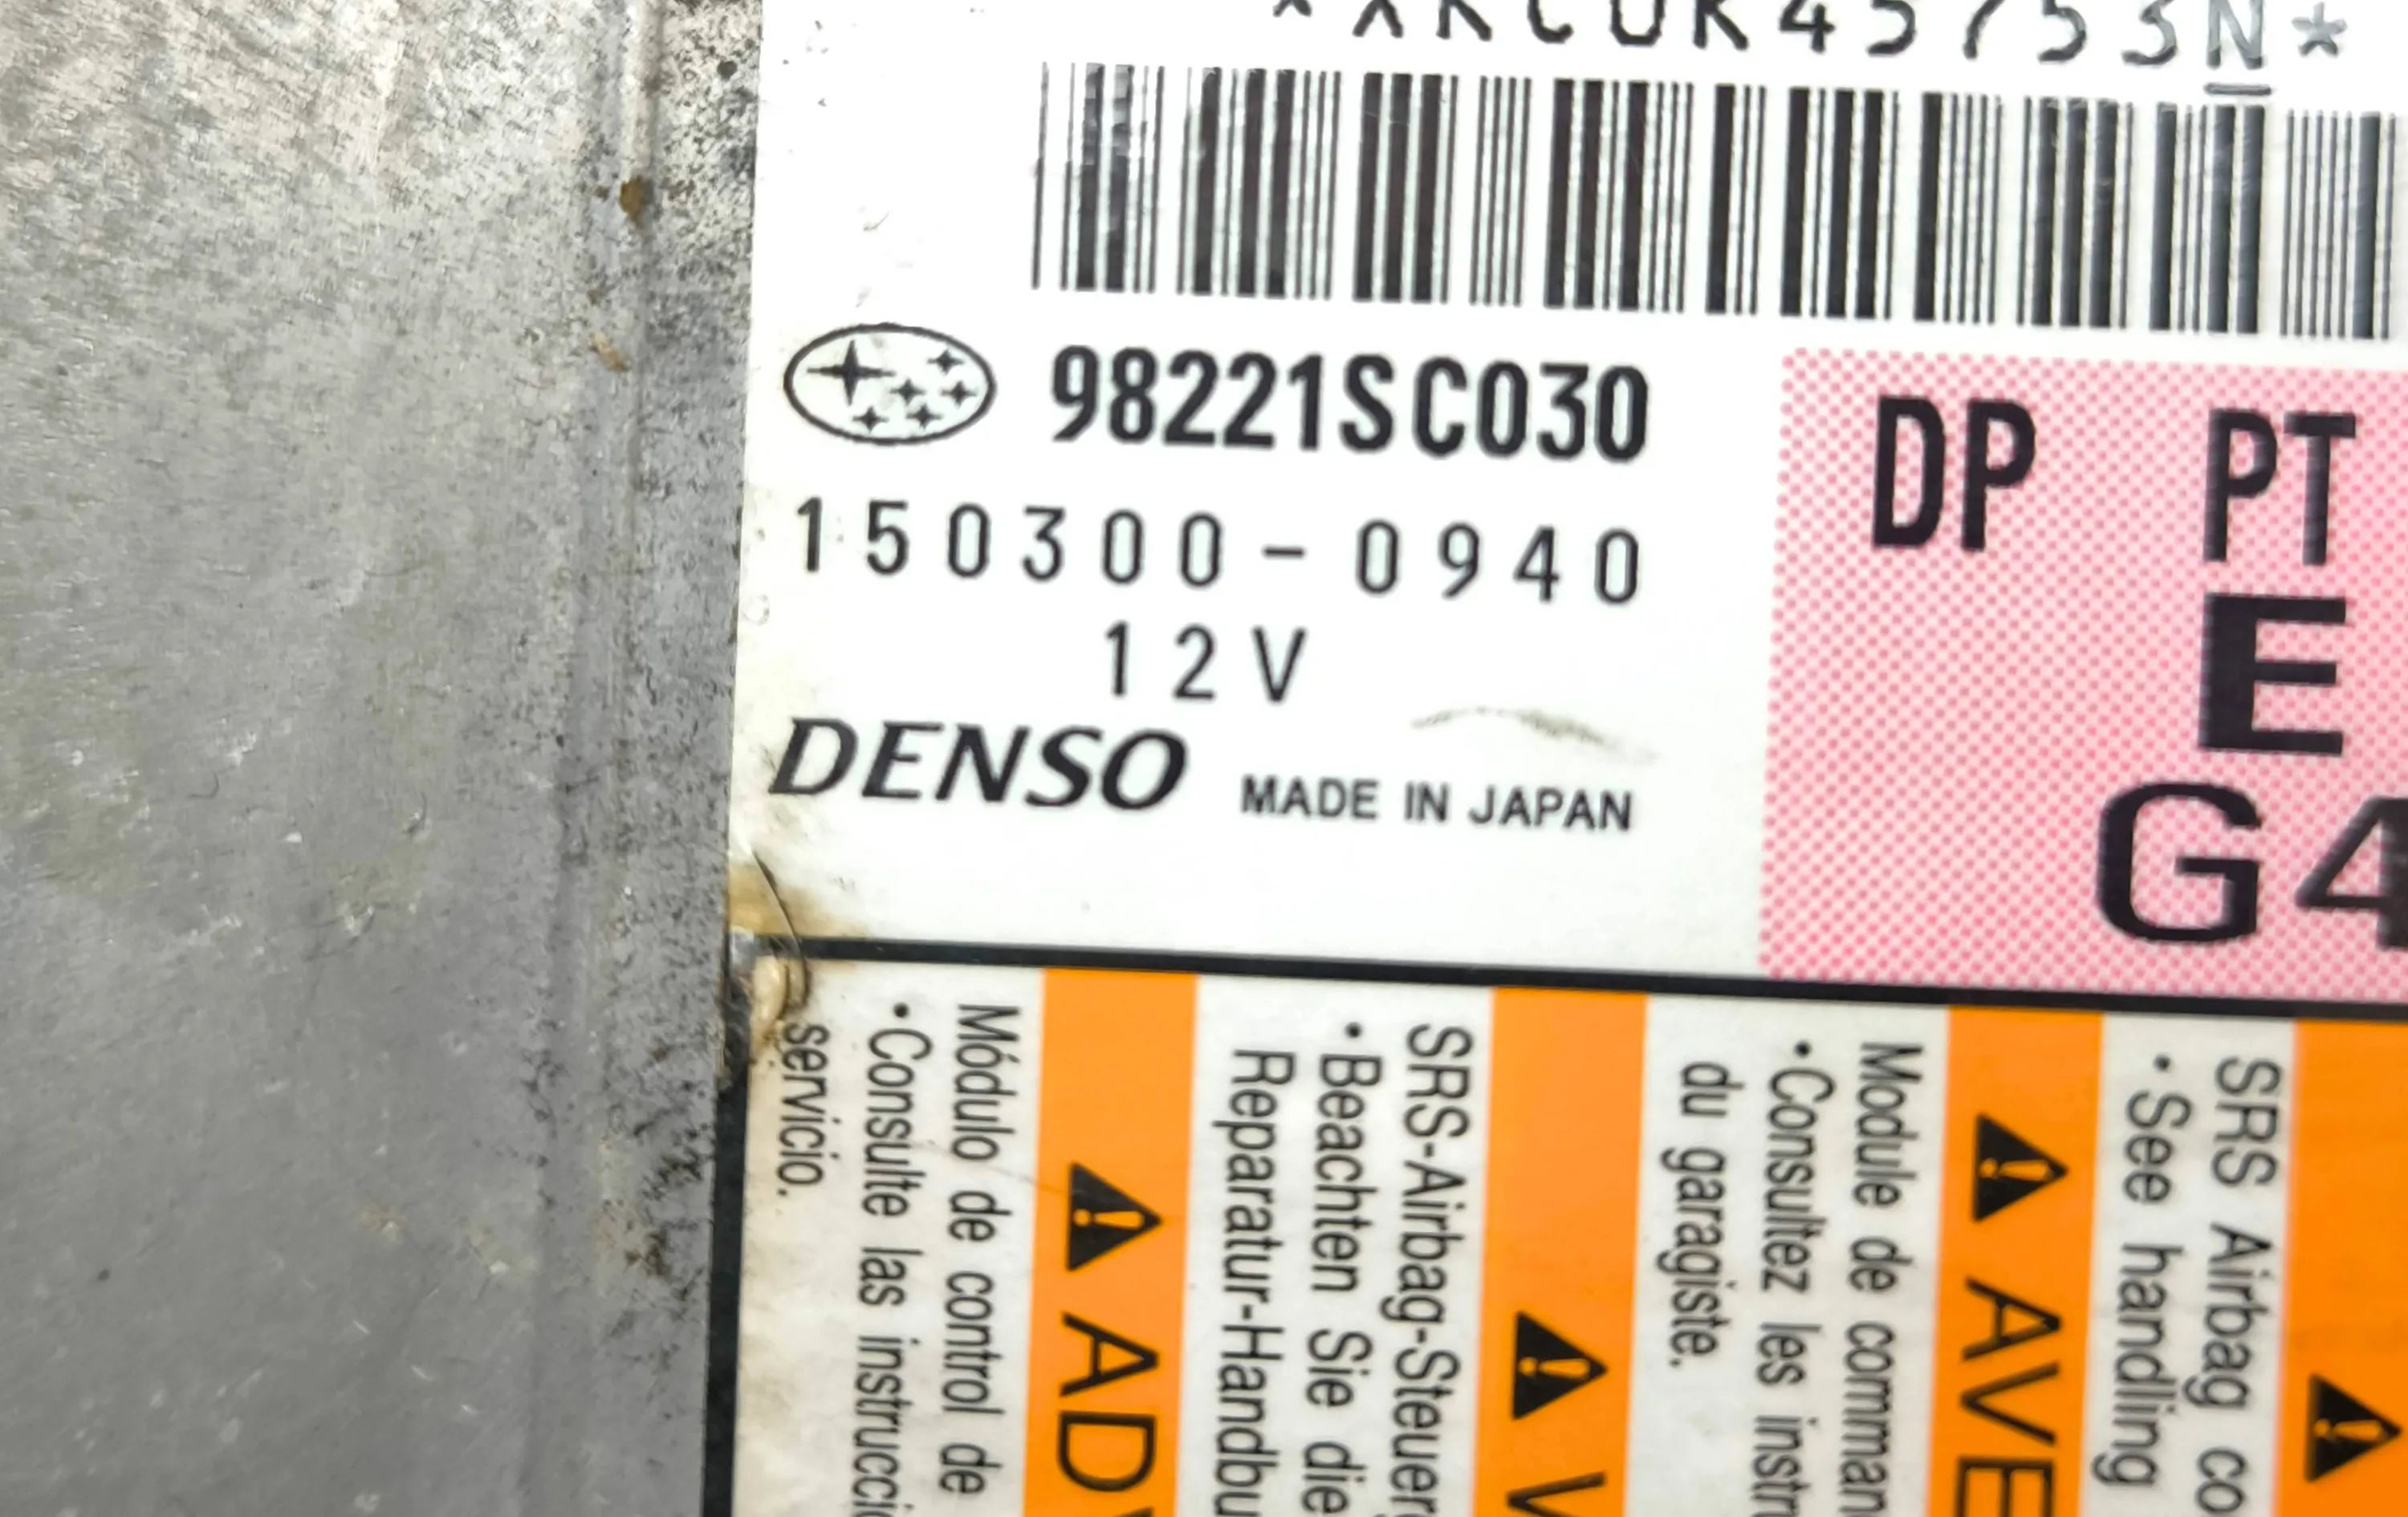 98221SC030
150300-0940
12V
DENSO MADE IN JAPAN
DP PT
E
G4
SRS Airbag co
•See handling
AVE
Module de comman
•Consultez les instr
du garagiste.
V
SRS-Airbag-Steuer
•Beachten Sie die
Reparatur-Handbu
AD
Módulo de control de
•Consulte las instrucci
servicio.